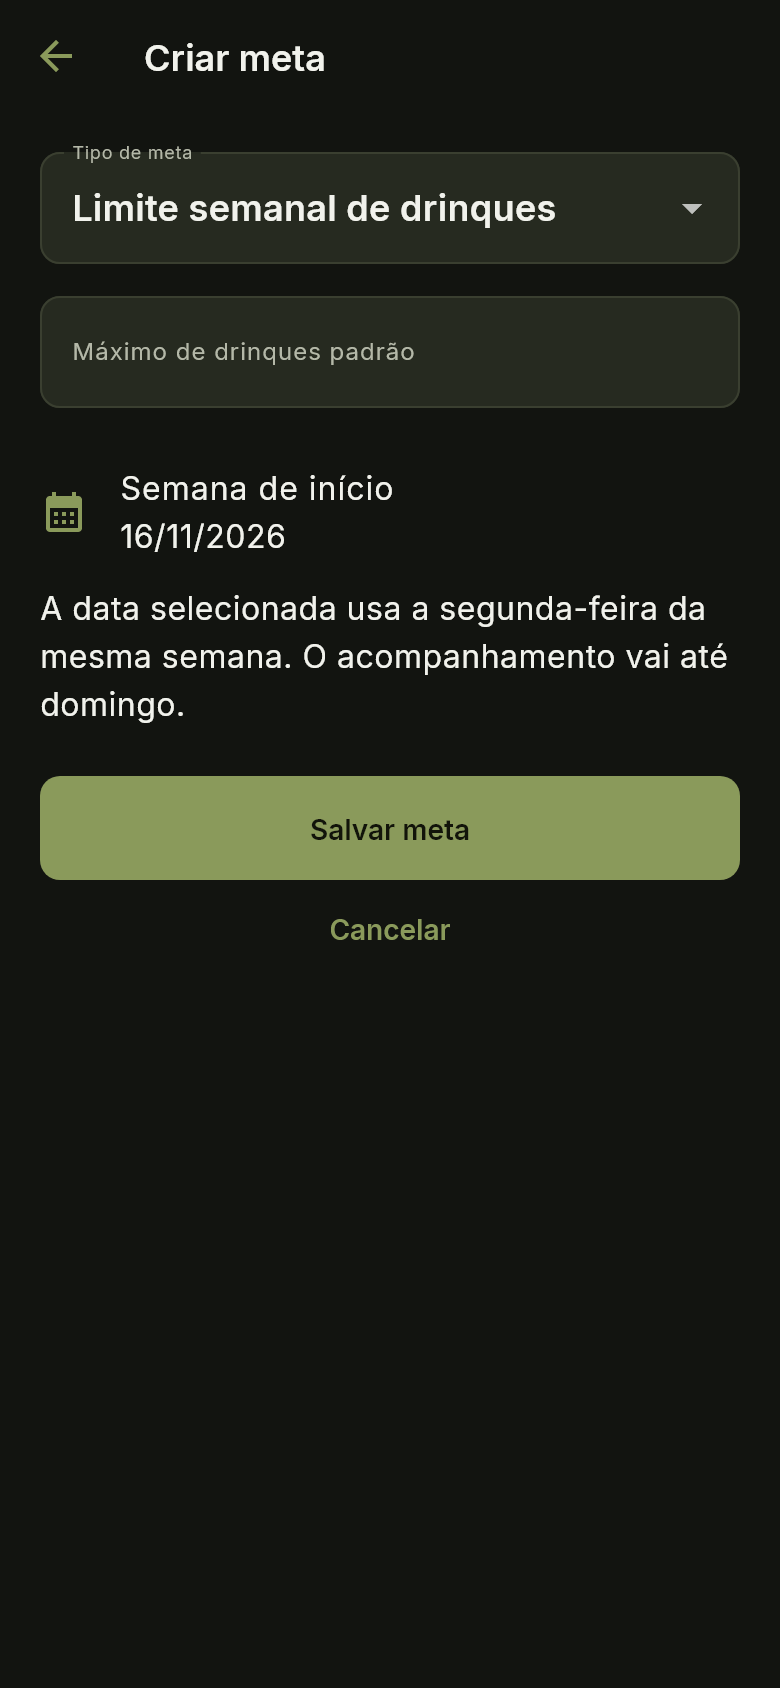 Criar meta
Tipo de meta
Limite semanal de drinques
Máximo de drinques padrão
Semana de início
16/11/2026
A data selecionada usa a segunda-feira da
mesma semana. O acompanhamento vai até
domingo.
Salvar meta
Cancelar